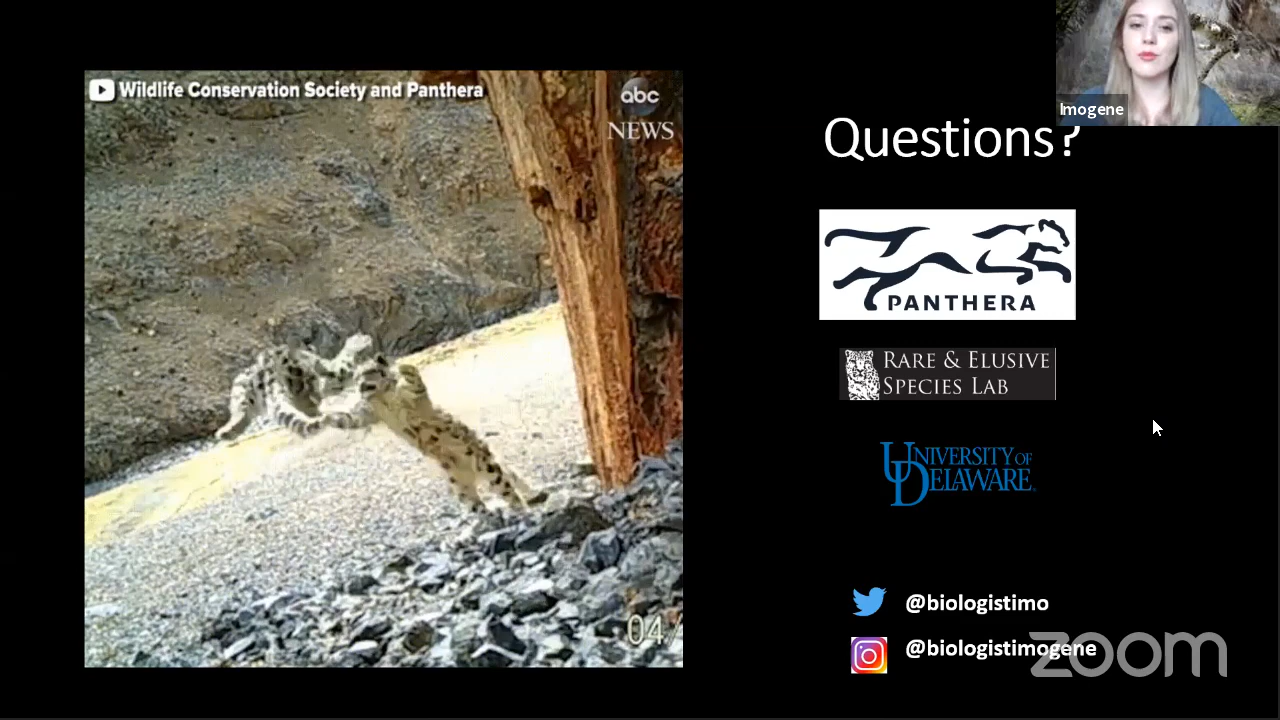 Wildlife Conservation Society and Panthera
abc
NEWS
Imogene
Questions?
PANTHERA
RARE & ELUSIVE
SPECIES LAB
UNIVERSITY OF
DELAWARE
@biologistimo
@biologistimogene
zoom
04/